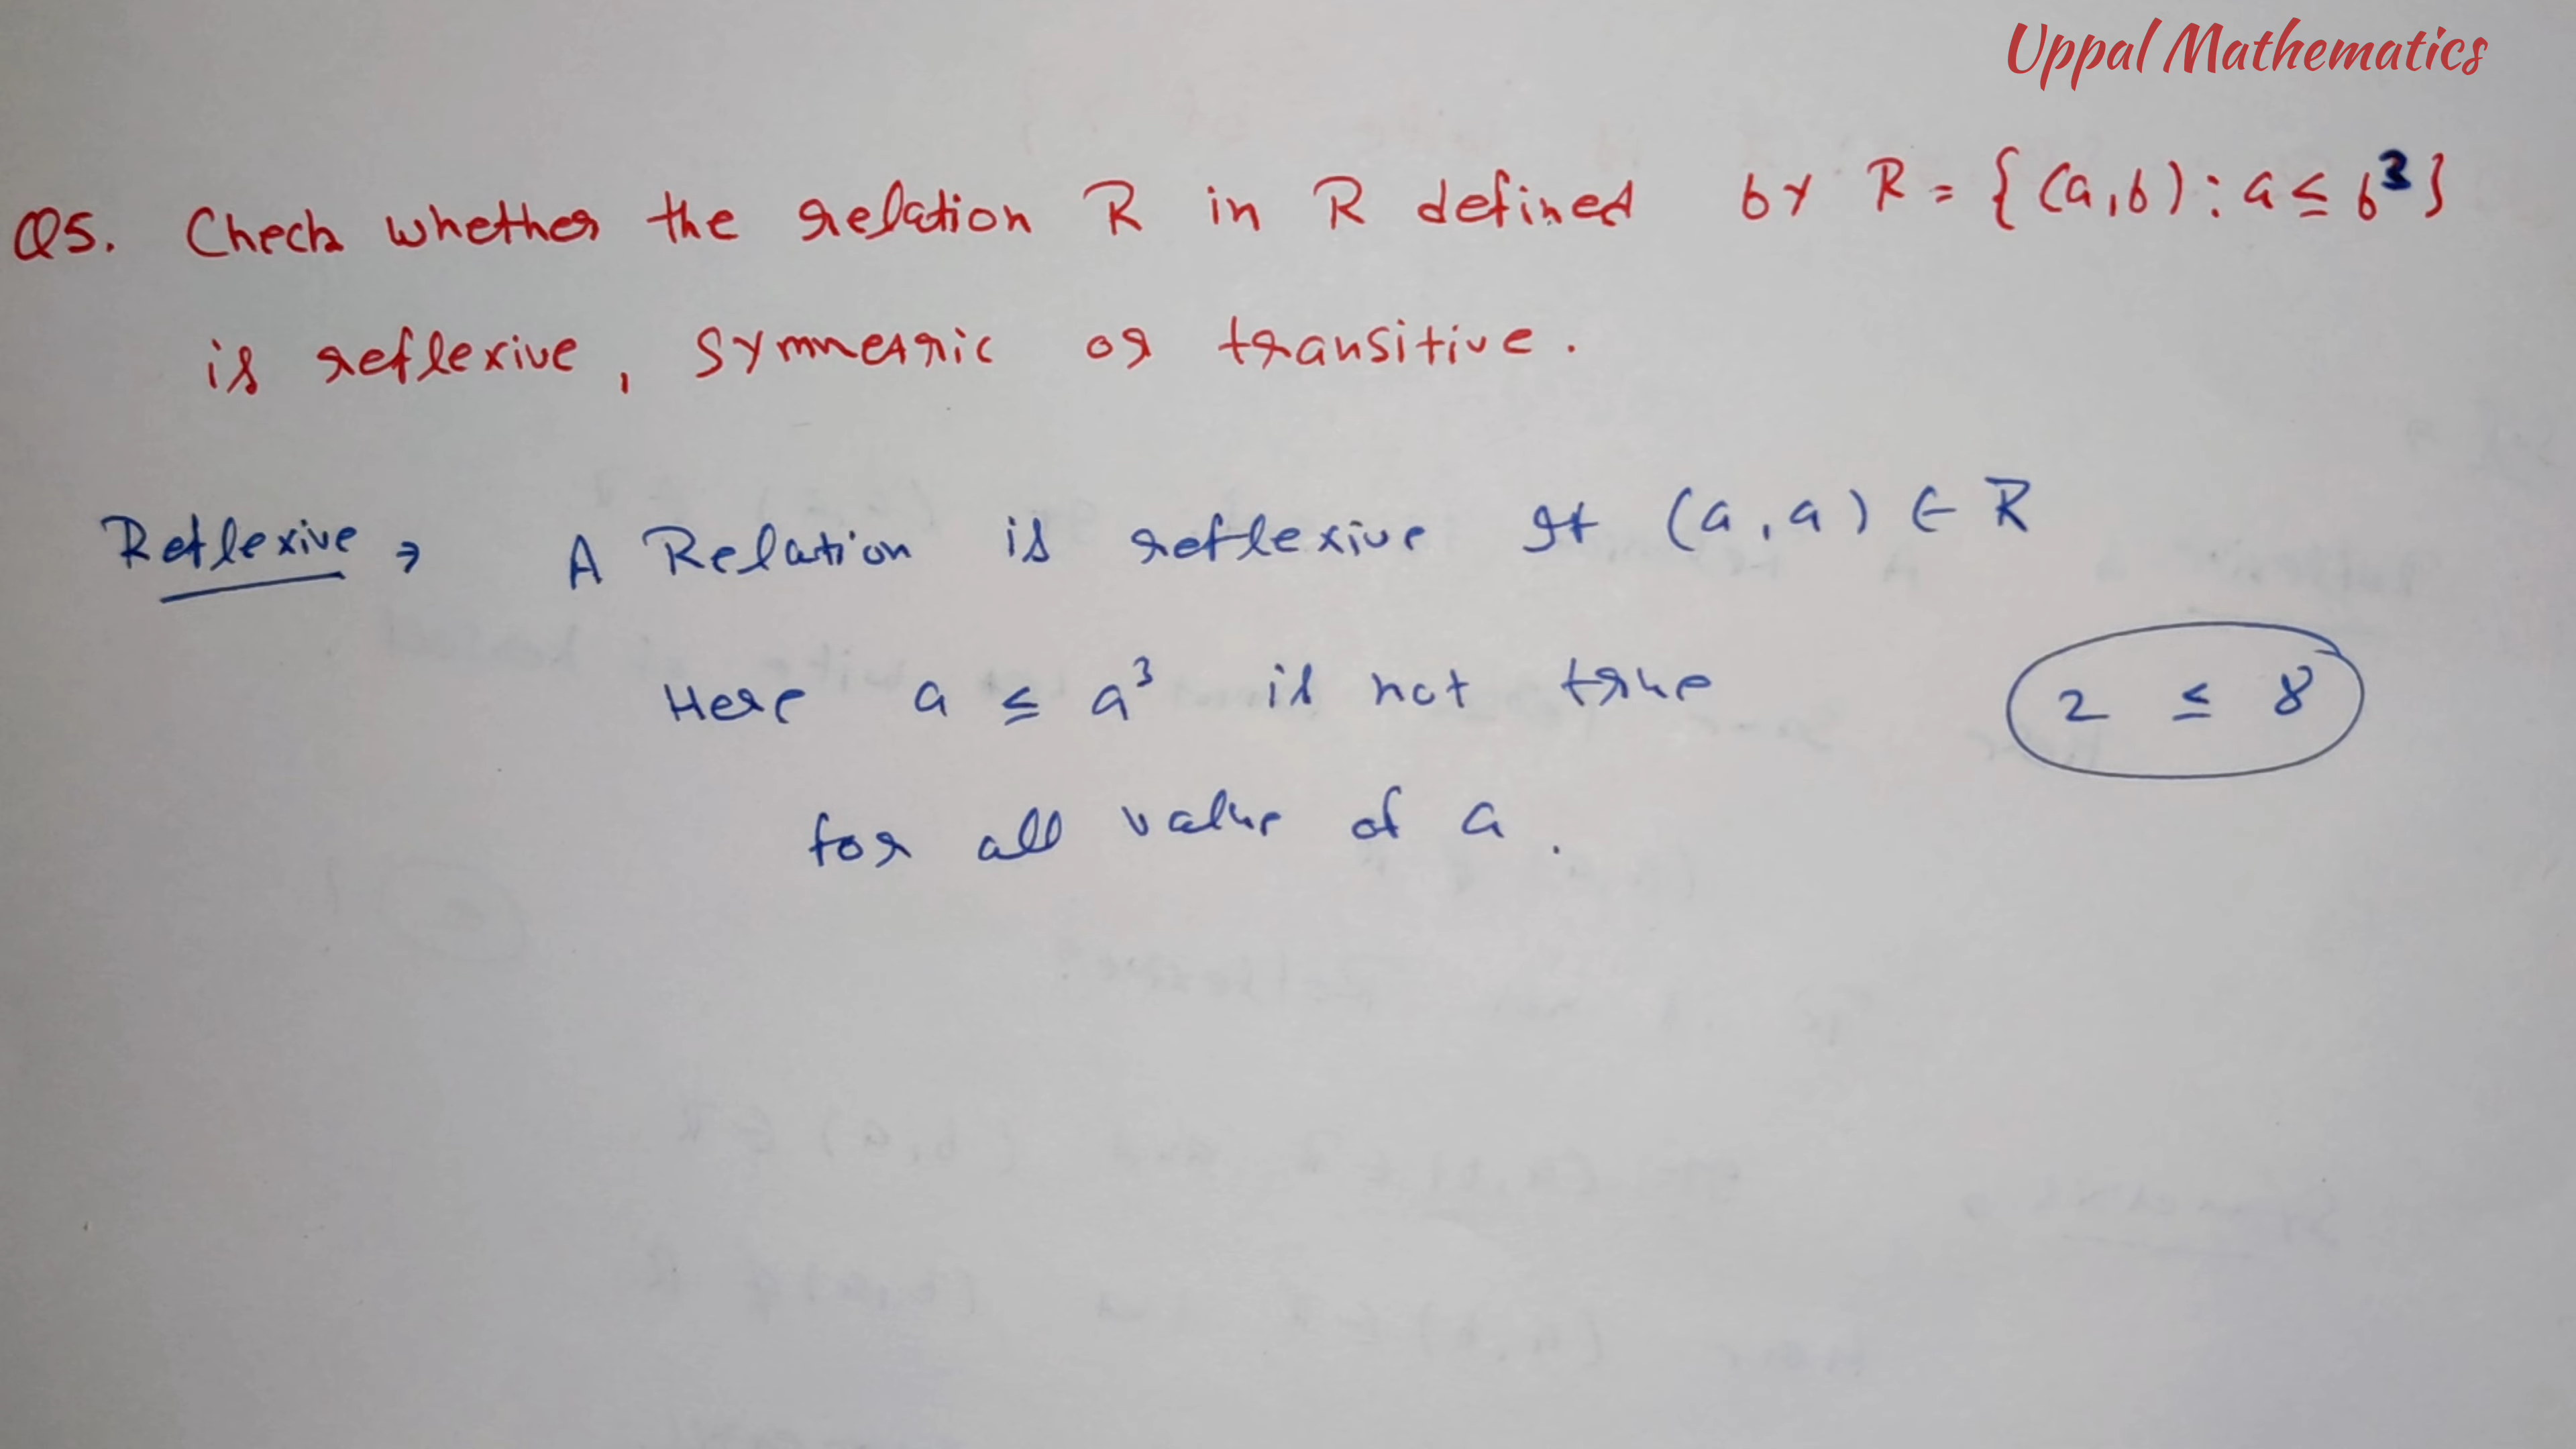 Uppal Mathematics
Q5. Check whether the relation R in R defined by R = {(a,b): a ≤ b³}
is reflexive, symmetric or transitive.
Reflexive → A Relation is reflexive If (a,a) ∈ R
Here a ≤ a³ is not true 2 ≤ 8
for all value of a.